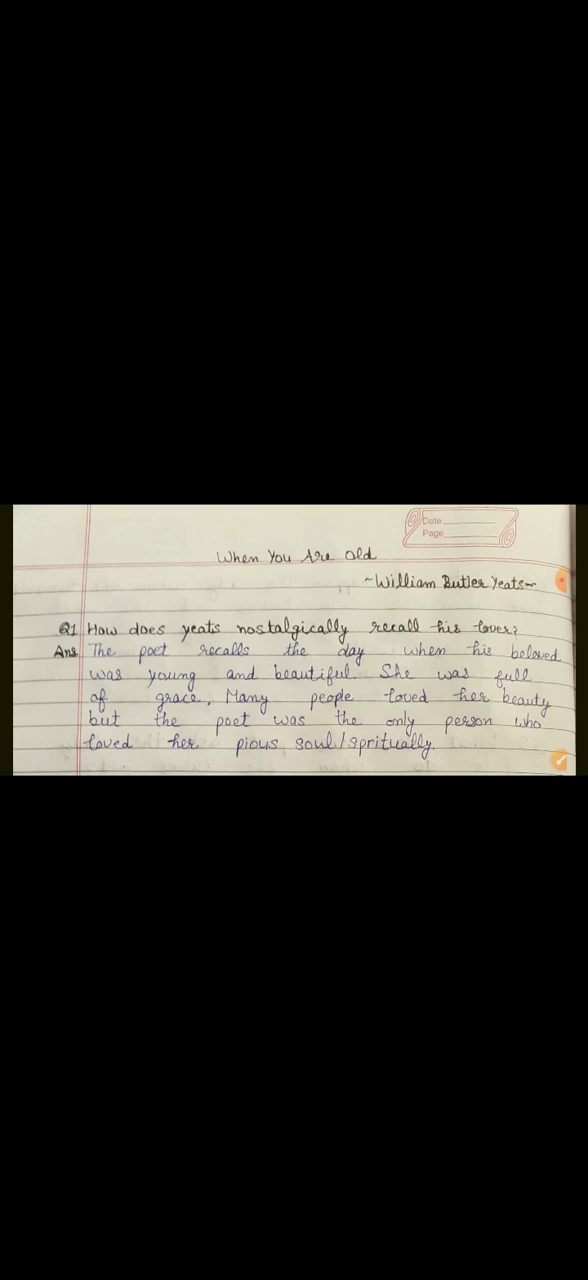 Date
Page
When You Are Old
~William Butler Yeats~
Q1 How does yeats nostalgically recall his lover?
Ans The poet recalls the day when his beloved
was young and beautiful. She was full
of grace, Many people loved her beauty
but the poet was the only person who
loved her pious soul/spritually.